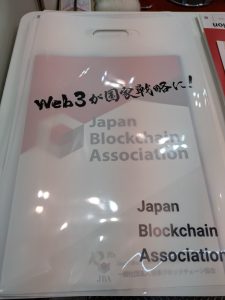 Web3が国家戦略に!
Japan
Blockchain
Association
Japan
Blockchain
Association
JBA